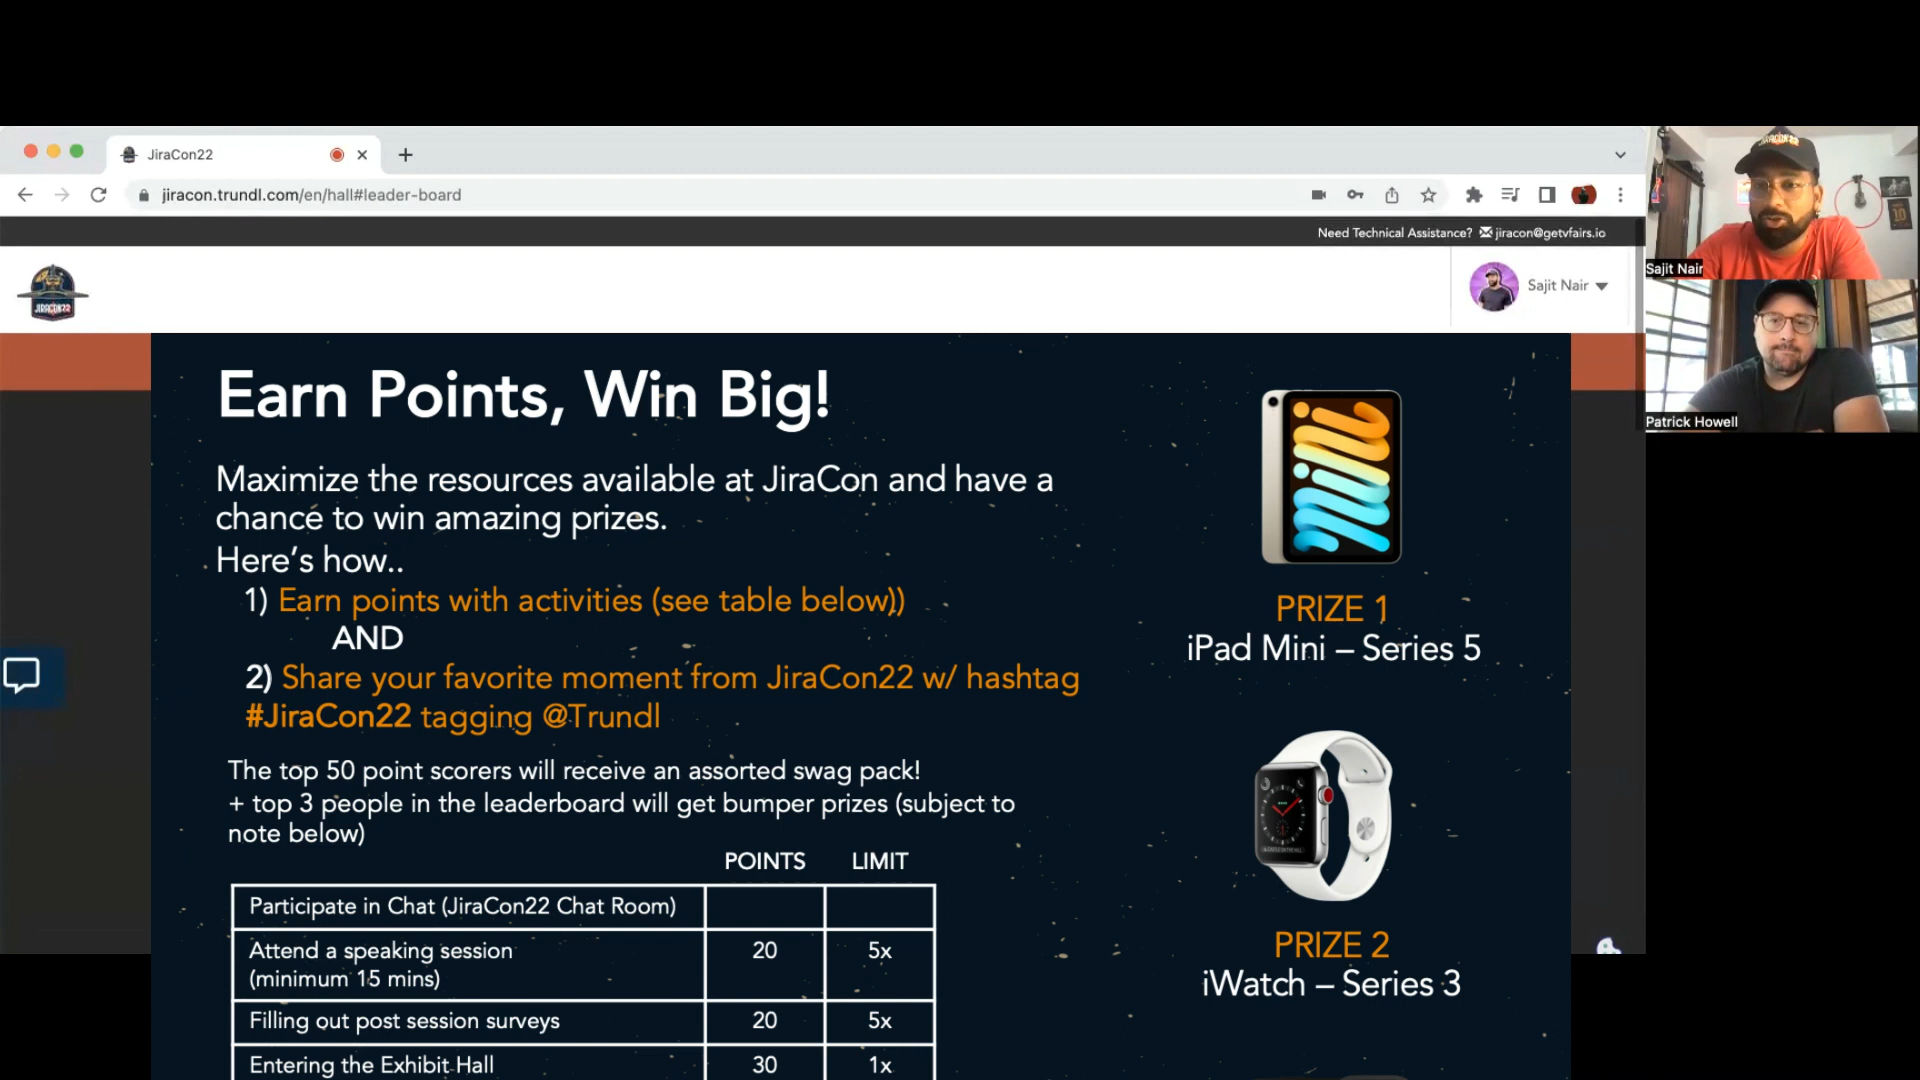 JiraCon22
jiracon.trundl.com/en/hall#leader-board
Need Technical Assistance? jiracon@getvfairs.io
JIRACON22
Sajit Nair
JIRACON22
Sajit Nair
10
Patrick Howell
Earn Points, Win Big!
Maximize the resources available at JiraCon and have a
chance to win amazing prizes.
Here's how..
1) Earn points with activities (see table below))
AND
2) Share your favorite moment from JiraCon22 w/ hashtag
#JiraCon22 tagging @Trundl
The top 50 point scorers will receive an assorted swag pack!
+ top 3 people in the leaderboard will get bumper prizes (subject to
note below)
POINTS LIMIT
Participate in Chat (JiraCon22 Chat Room)
Attend a speaking session 20 5x
(minimum 15 mins)
Filling out post session surveys 20 5x
Entering the Exhibit Hall 30 1x
PRIZE 1
iPad Mini – Series 5
PRIZE 2
iWatch – Series 3